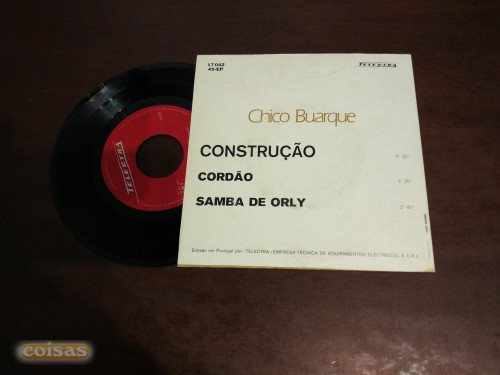 17 042
45-EP
TELECTRA
Chico Buarque
CONSTRUÇÃO
CORDÃO
SAMBA DE ORLY
Editado em Portugal por: TELECTRA - EMPRESA TÉCNICA DE EQUIPAMENTOS ELÉCTRICOS, S.A.R.L.
TELECTRA
coisas